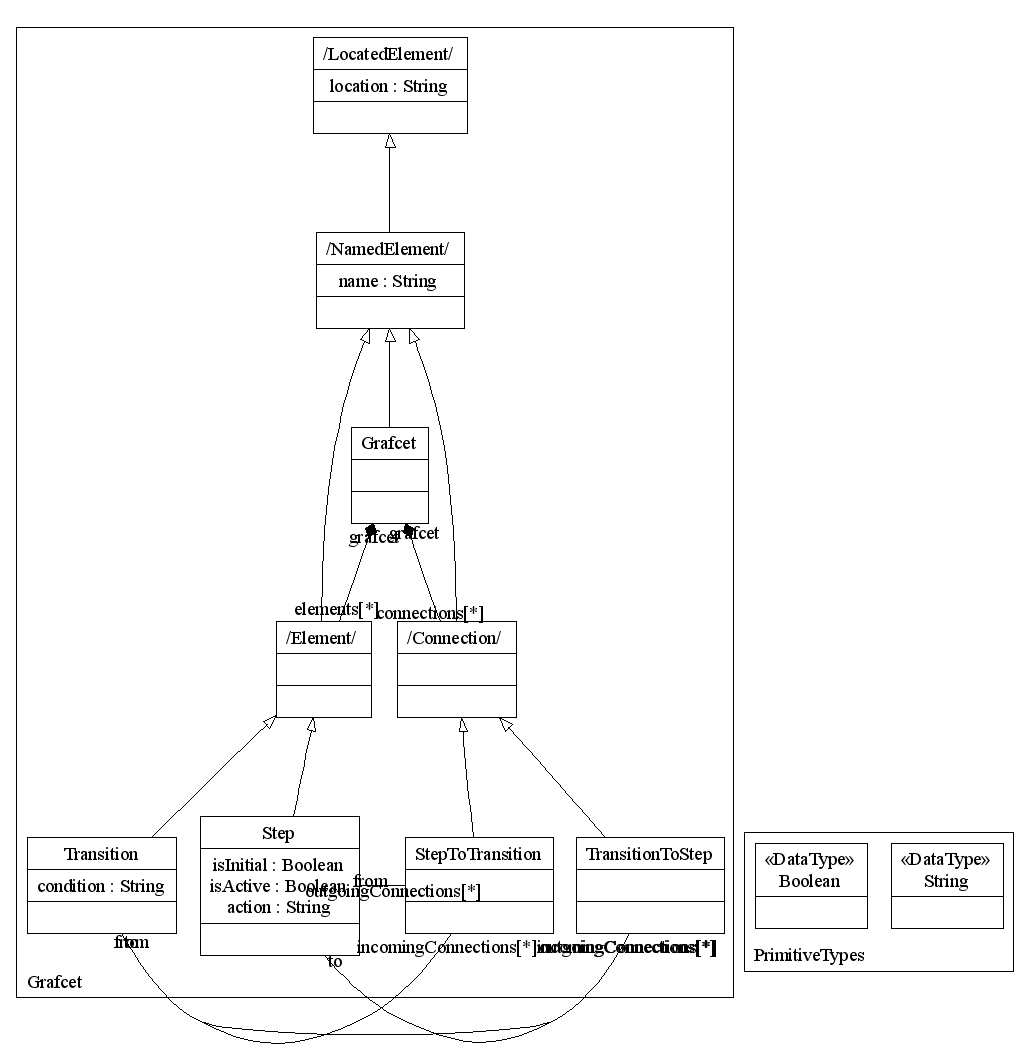 /LocatedElement/
location : String
/NamedElement/
name : String
Grafcet
grafcet
grafcet
elements[*]
connections[*]
/Element/
/Connection/
Transition
condition : String
Step
isInitial : Boolean
isActive : Boolean
action : String
from
outgoingConnections[*]
StepToTransition
TransitionToStep
«DataType»
Boolean
«DataType»
String
PrimitiveTypes
from
to
to
incomingConnections[*]
incomingConnections[*]
outgoingConnections[*]
Grafcet